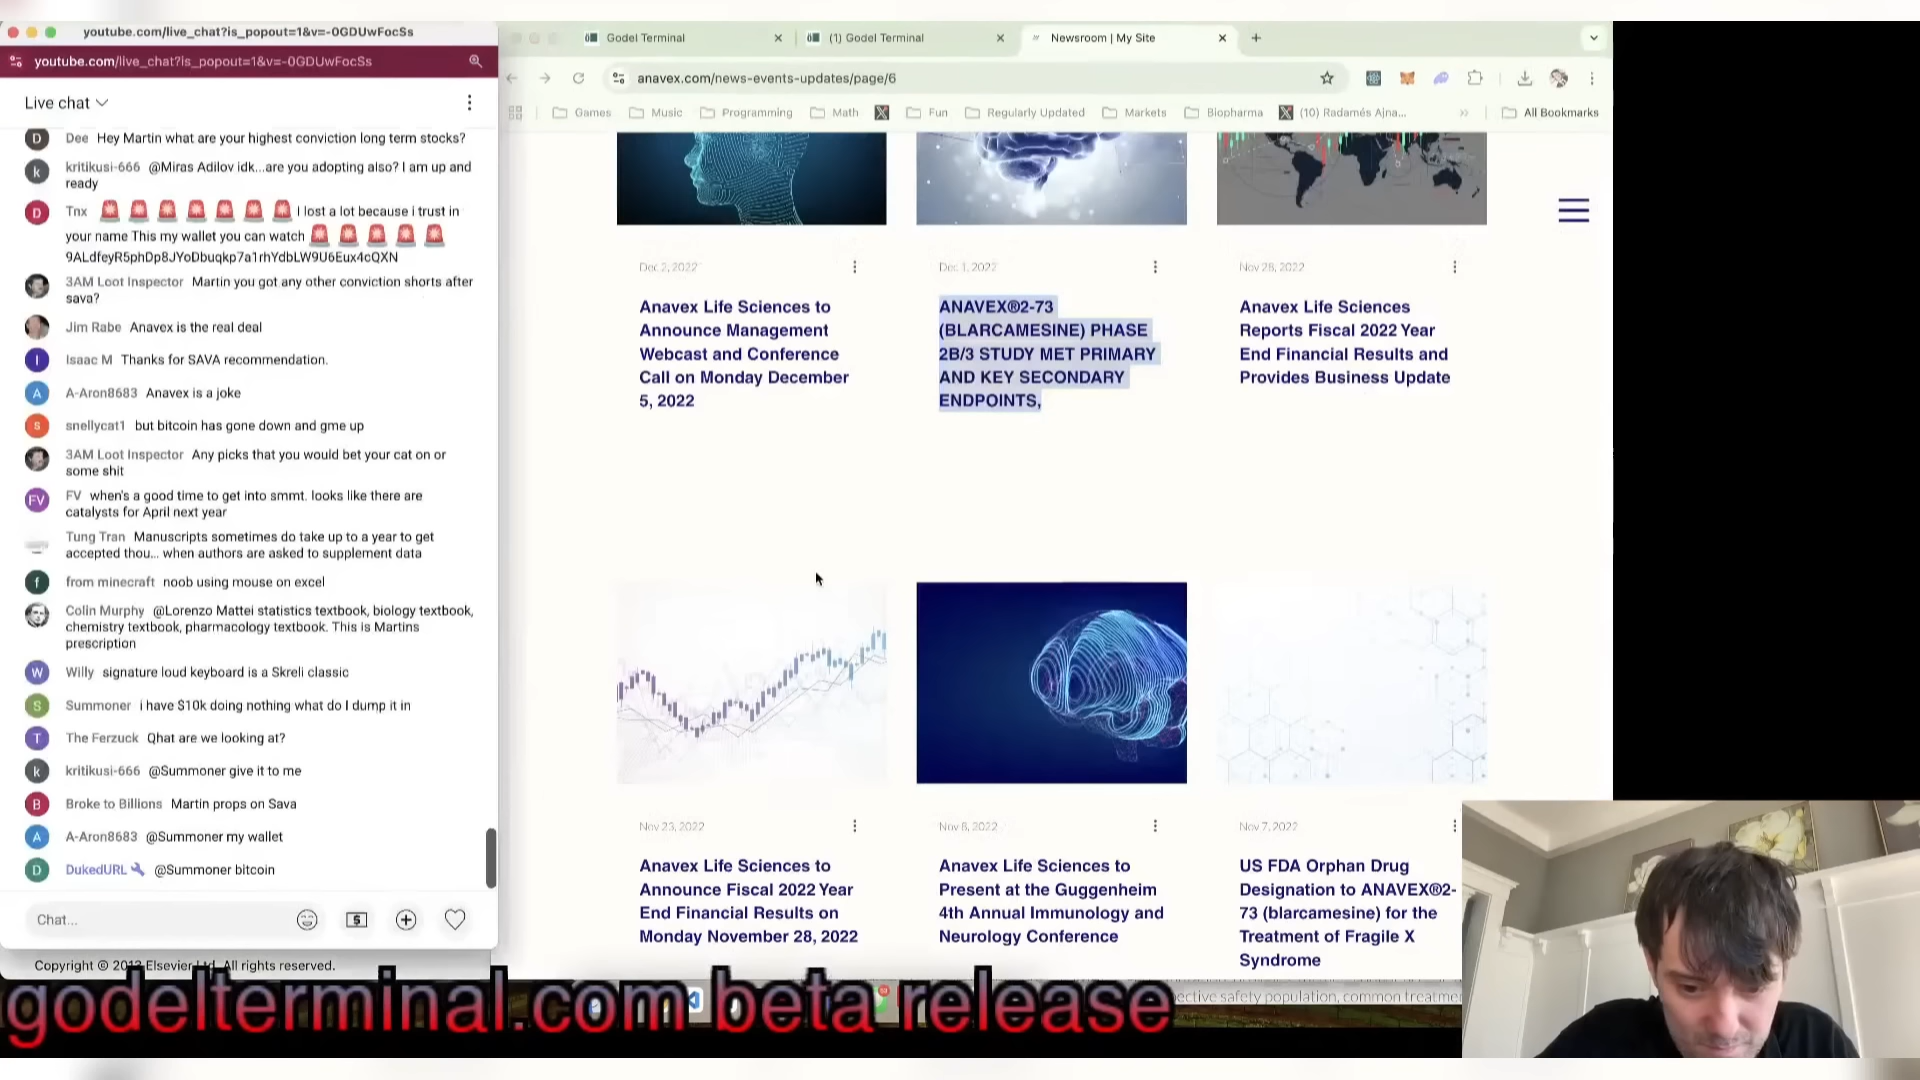 youtube.com/live_chat?is_popout=1&v=-0GDUwFocSs
youtube.com/live_chat?is_popout=1&v=-0GDUwFocSs
Live chat
Dee Hey Martin what are your highest conviction long term stocks?
kritikusi-666 @Miras Adilov idk...are you adopting also? I am up and
ready
Tnx 🚨 🚨 🚨 🚨 🚨 🚨 🚨 I lost a lot because i trust in
your name This my wallet you can watch 🚨 🚨 🚨 🚨 🚨
9ALdfeyR5phDp8JYoDbuqkp7a1rhYdbLW9U6Eux4cQXN
3AM Loot Inspector Martin you got any other conviction shorts after
sava?
Jim Rabe Anavex is the real deal
Isaac M Thanks for SAVA recommendation.
A-Aron8683 Anavex is a joke
snellycat1 but bitcoin has gone down and gme up
3AM Loot Inspector Any picks that you would bet your cat on or
some shit
FV when's a good time to get into smmt. looks like there are
catalysts for April next year
Tung Tran Manuscripts sometimes do take up to a year to get
accepted thou... when authors are asked to supplement data
from minecraft noob using mouse on excel
Colin Murphy @Lorenzo Mattei statistics textbook, biology textbook,
chemistry textbook, pharmacology textbook. This is Martins
prescription
Willy signature loud keyboard is a Skreli classic
Summoner i have $10k doing nothing what do I dump it in
The Ferzuck Qhat are we looking at?
kritikusi-666 @Summoner give it to me
Broke to Billions Martin props on Sava
A-Aron8683 @Summoner my wallet
DukedURL @Summoner bitcoin
Chat...
Copyright © 2013 Elsevier Ltd. All rights reserved.
Godel Terminal
(1) Godel Terminal
Newsroom | My Site
anavex.com/news-events-updates/page/6
Games Music Programming Math Fun Regularly Updated Markets Biopharma (10) Radamés Ajna... All Bookmarks
Dec 2, 2022
Anavex Life Sciences to
Announce Management
Webcast and Conference
Call on Monday December
5, 2022
Dec 1, 2022
ANAVEX®2-73
(BLARCAMESINE) PHASE
2B/3 STUDY MET PRIMARY
AND KEY SECONDARY
ENDPOINTS,
Nov 28, 2022
Anavex Life Sciences
Reports Fiscal 2022 Year
End Financial Results and
Provides Business Update
Nov 23, 2022
Anavex Life Sciences to
Announce Fiscal 2022 Year
End Financial Results on
Monday November 28, 2022
Anavex Life Sciences to
Present at the Guggenheim
4th Annual Immunology and
Neurology Conference
Nov 7, 2022
US FDA Orphan Drug
Designation to ANAVEX®2-
73 (blarcamesine) for the
Treatment of Fragile X
Syndrome
safety population, common
godelterminal.com beta release